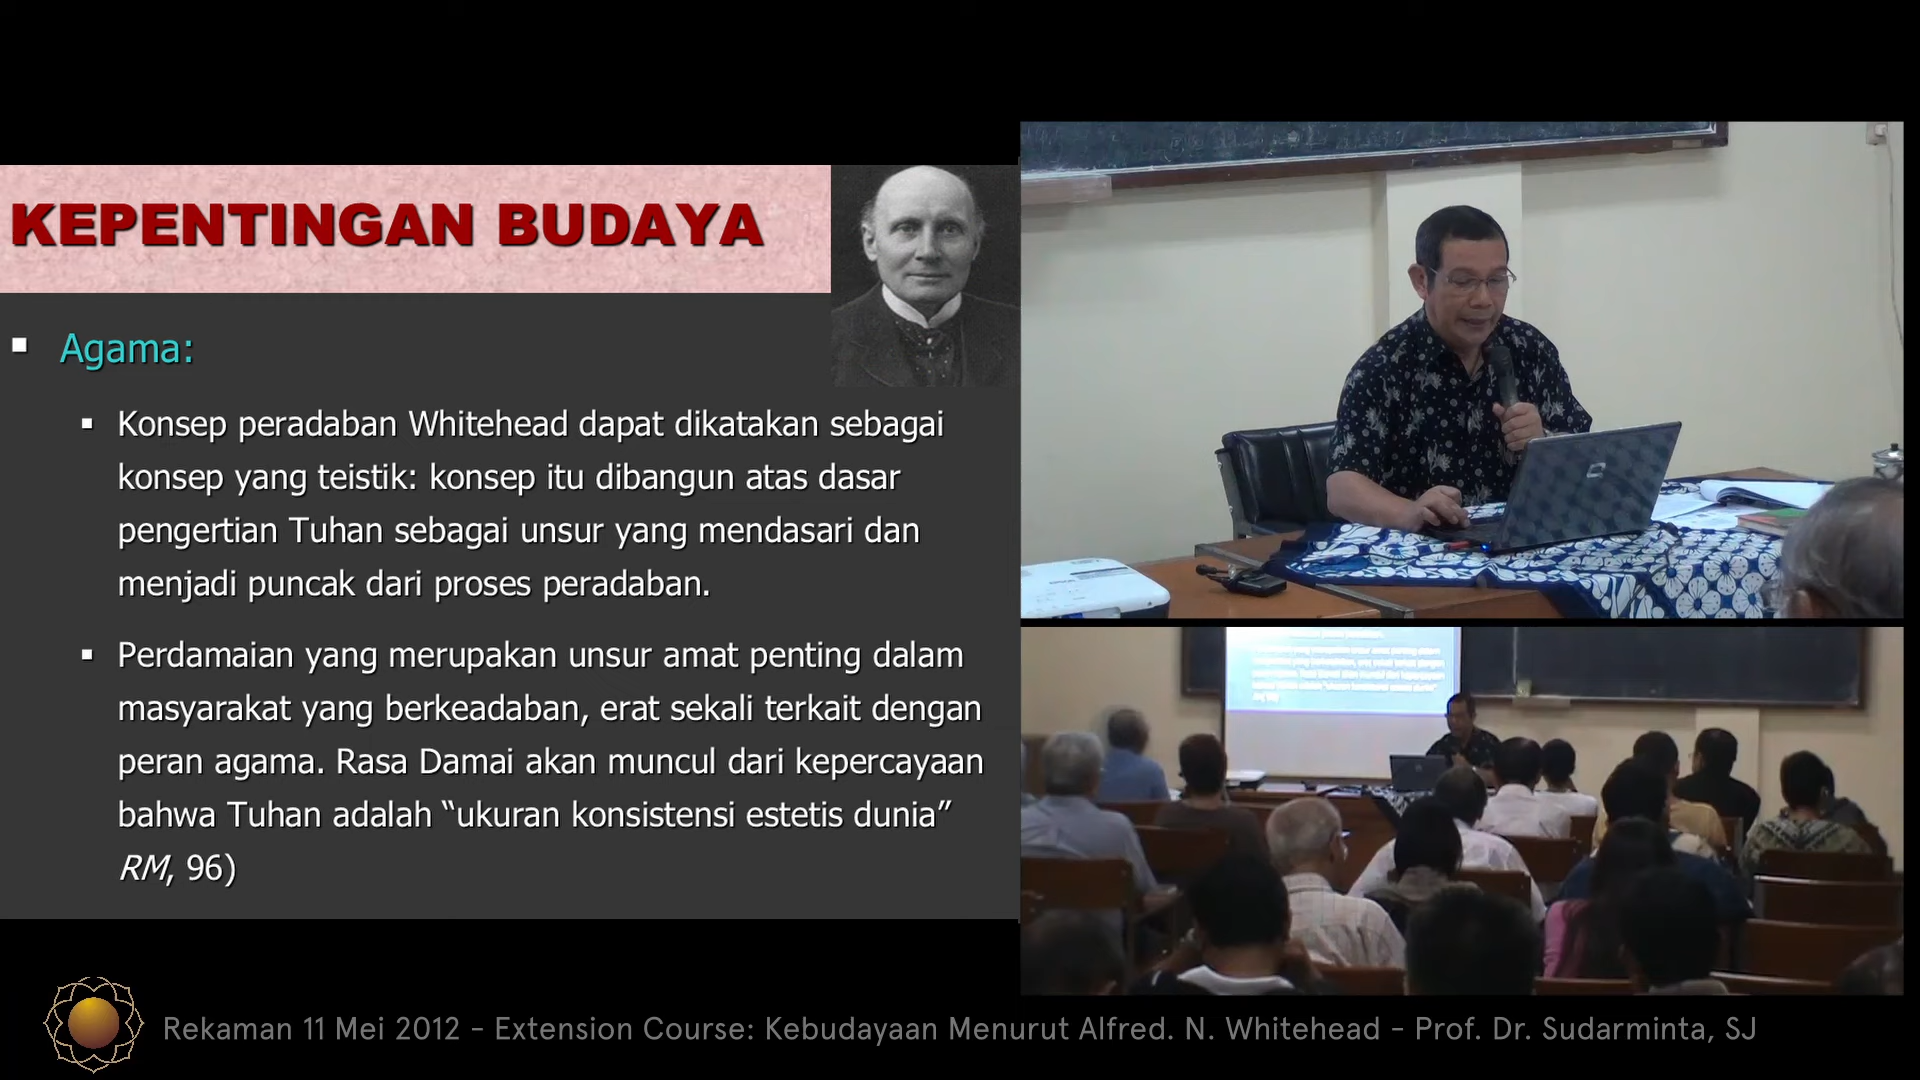 KEPENTINGAN BUDAYA
Agama:
Konsep peradaban Whitehead dapat dikatakan sebagai
konsep yang teistik: konsep itu dibangun atas dasar
pengertian Tuhan sebagai unsur yang mendasari dan
menjadi puncak dari proses peradaban.
Perdamaian yang merupakan unsur amat penting dalam
masyarakat yang berkeadaban, erat sekali terkait dengan
peran agama. Rasa Damai akan muncul dari kepercayaan
bahwa Tuhan adalah “ukuran konsistensi estetis dunia”
RM, 96)
Rekaman 11 Mei 2012 - Extension Course: Kebudayaan Menurut Alfred. N. Whitehead - Prof. Dr. Sudarminta, SJ